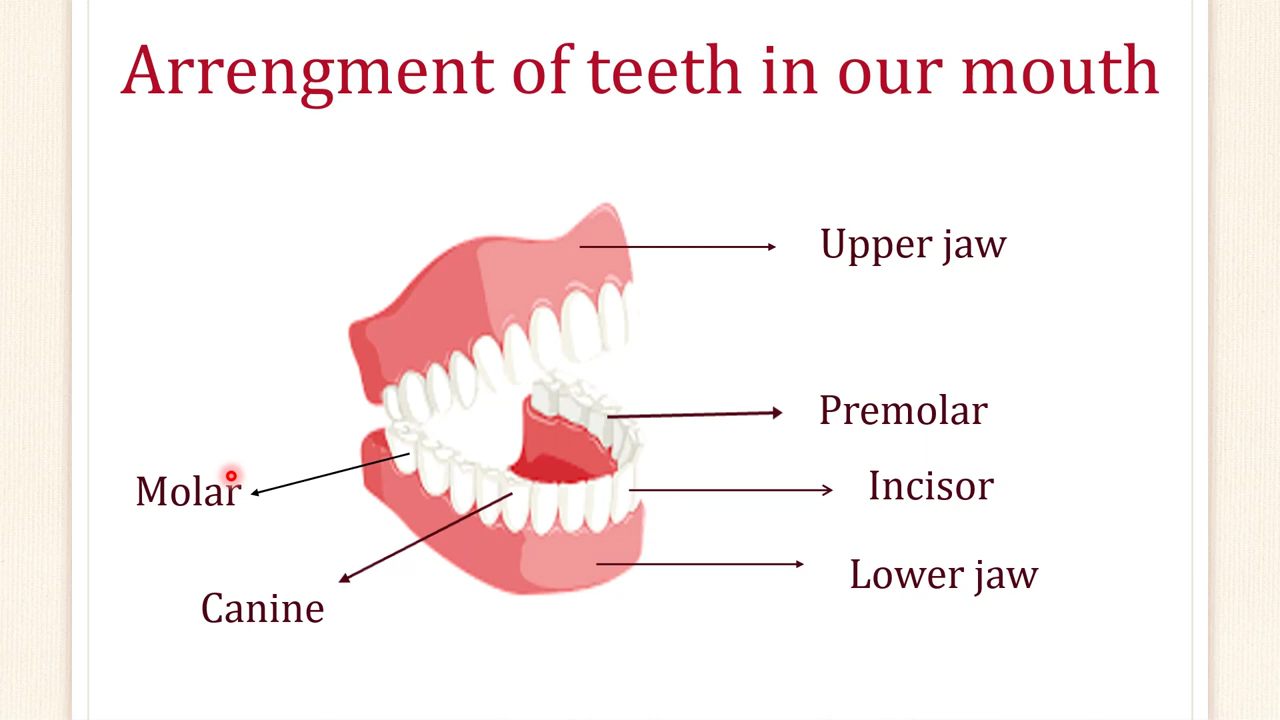 Arrengment of teeth in our mouth
Upper jaw
Premolar
Incisor
Molar
Lower jaw
Canine